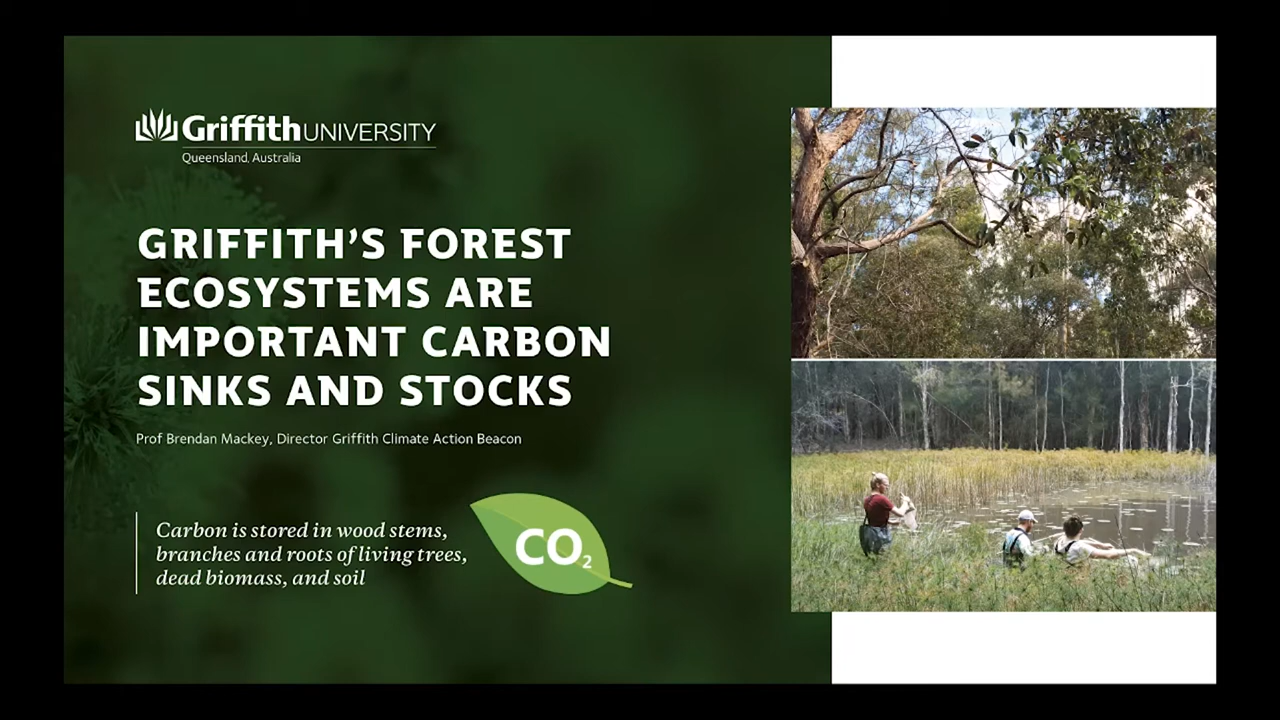 Griffith UNIVERSITY
Queensland, Australia
GRIFFITH'S FOREST
ECOSYSTEMS ARE
IMPORTANT CARBON
SINKS AND STOCKS
Prof Brendan Mackey, Director Griffith Climate Action Beacon
Carbon is stored in wood stems,
branches and roots of living trees,
dead biomass, and soil
CO₂